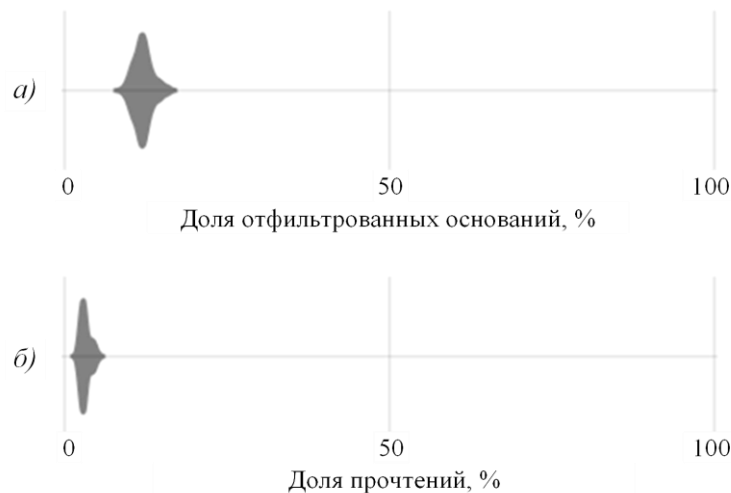 а)
0 50 100
Доля отфильтрованных оснований, %
б)
0 50 100
Доля прочтений, %